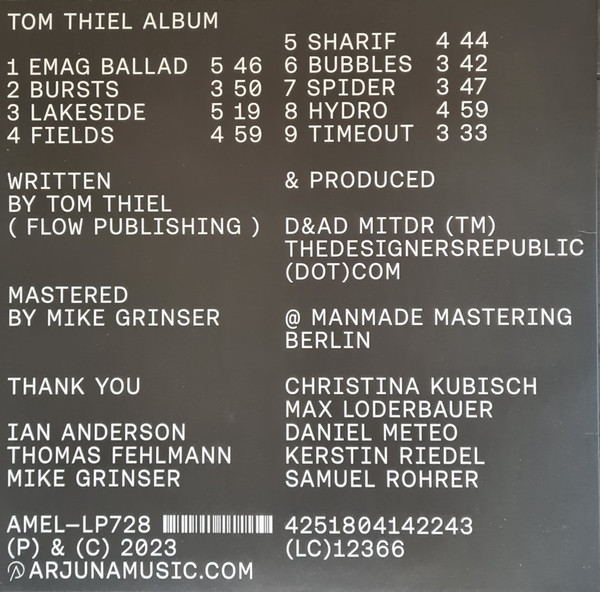 TOM THIEL ALBUM
1 EMAG BALLAD 5 46
2 BURSTS 3 50
3 LAKESIDE 5 19
4 FIELDS 4 59
5 SHARIF 4 44
6 BUBBLES 3 42
7 SPIDER 3 47
8 HYDRO 4 59
9 TIMEOUT 3 33
WRITTEN & PRODUCED
BY TOM THIEL
( FLOW PUBLISHING )
D&AD MITDR (TM)
THEDESIGNERSREPUBLIC
(DOT)COM
MASTERED
BY MIKE GRINSER @ MANMADE MASTERING
BERLIN
THANK YOU
CHRISTINA KUBISCH
MAX LODERBAUER
IAN ANDERSON
DANIEL METEO
THOMAS FEHLMANN
KERSTIN RIEDEL
MIKE GRINSER
SAMUEL ROHRER
AMEL–LP728 4251804142243
(P) & (C) 2023 (LC)12366
ARJUNAMUSIC.COM